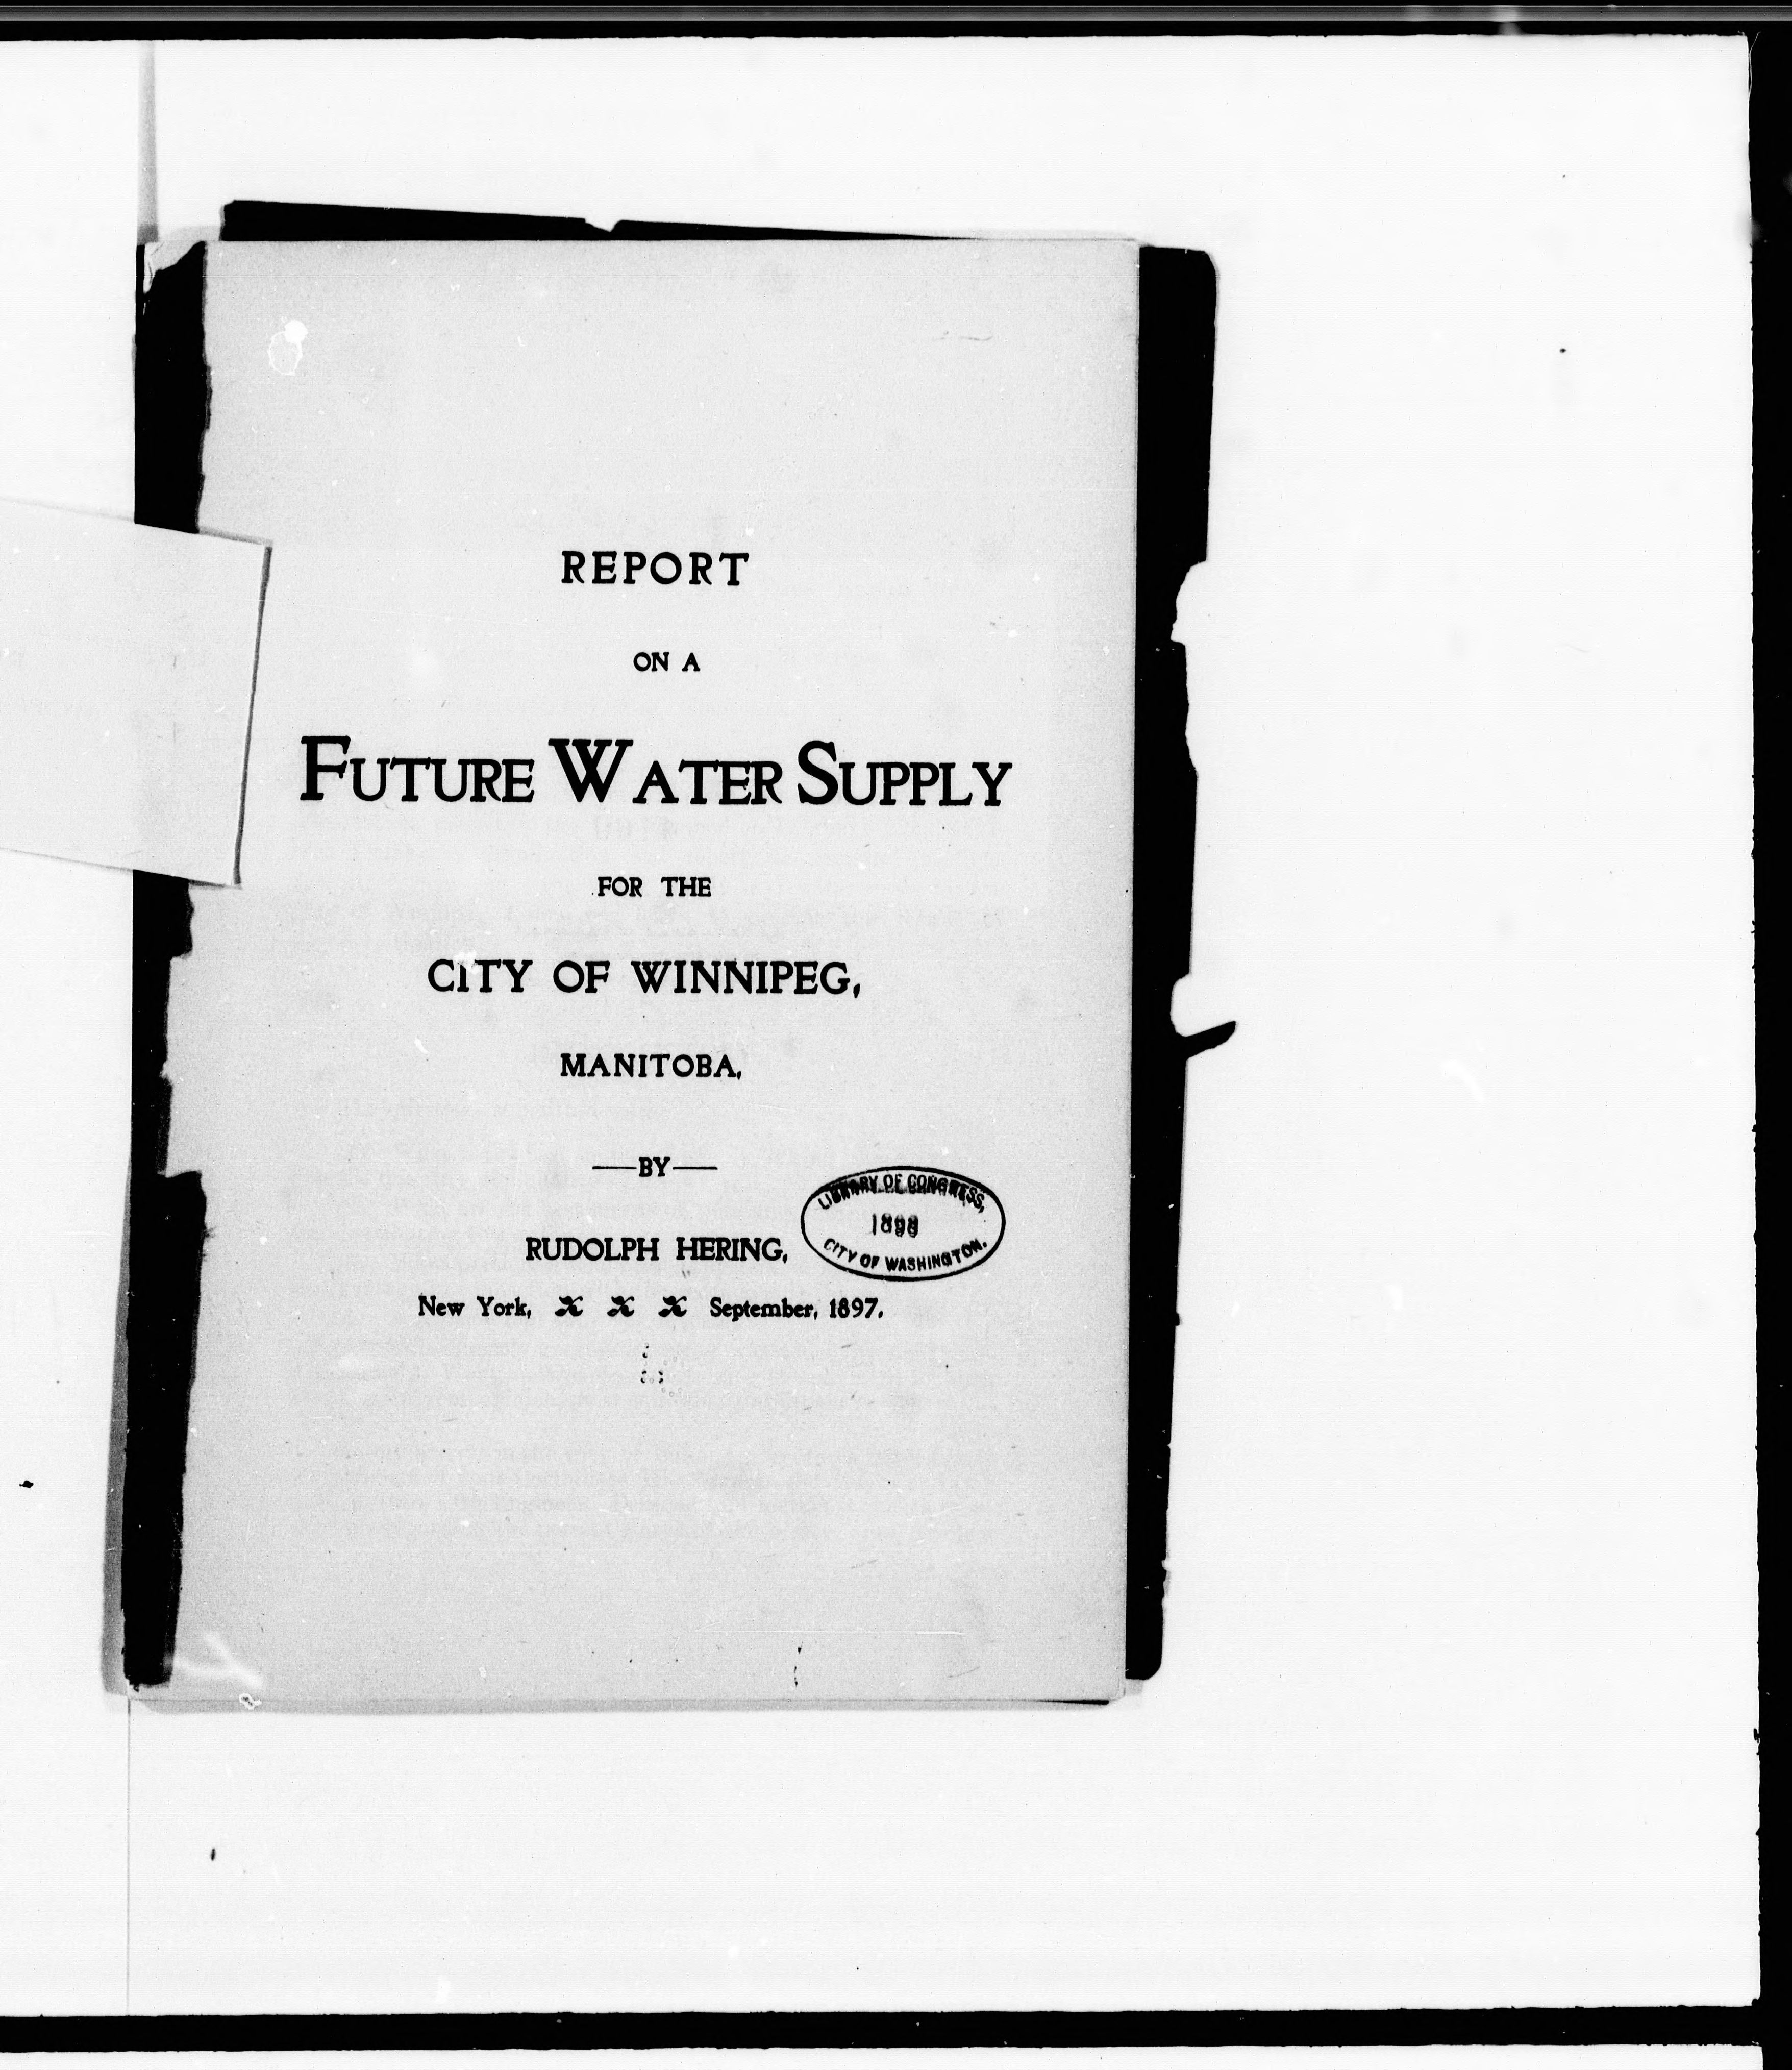 REPORT
ON A
FUTURE WATER SUPPLY
FOR THE
CITY OF WINNIPEG,
MANITOBA,
—BY—
RUDOLPH HERING,
New York, September, 1897.
LIBRARY OF CONGRESS,
1898
CITY OF WASHINGTON.